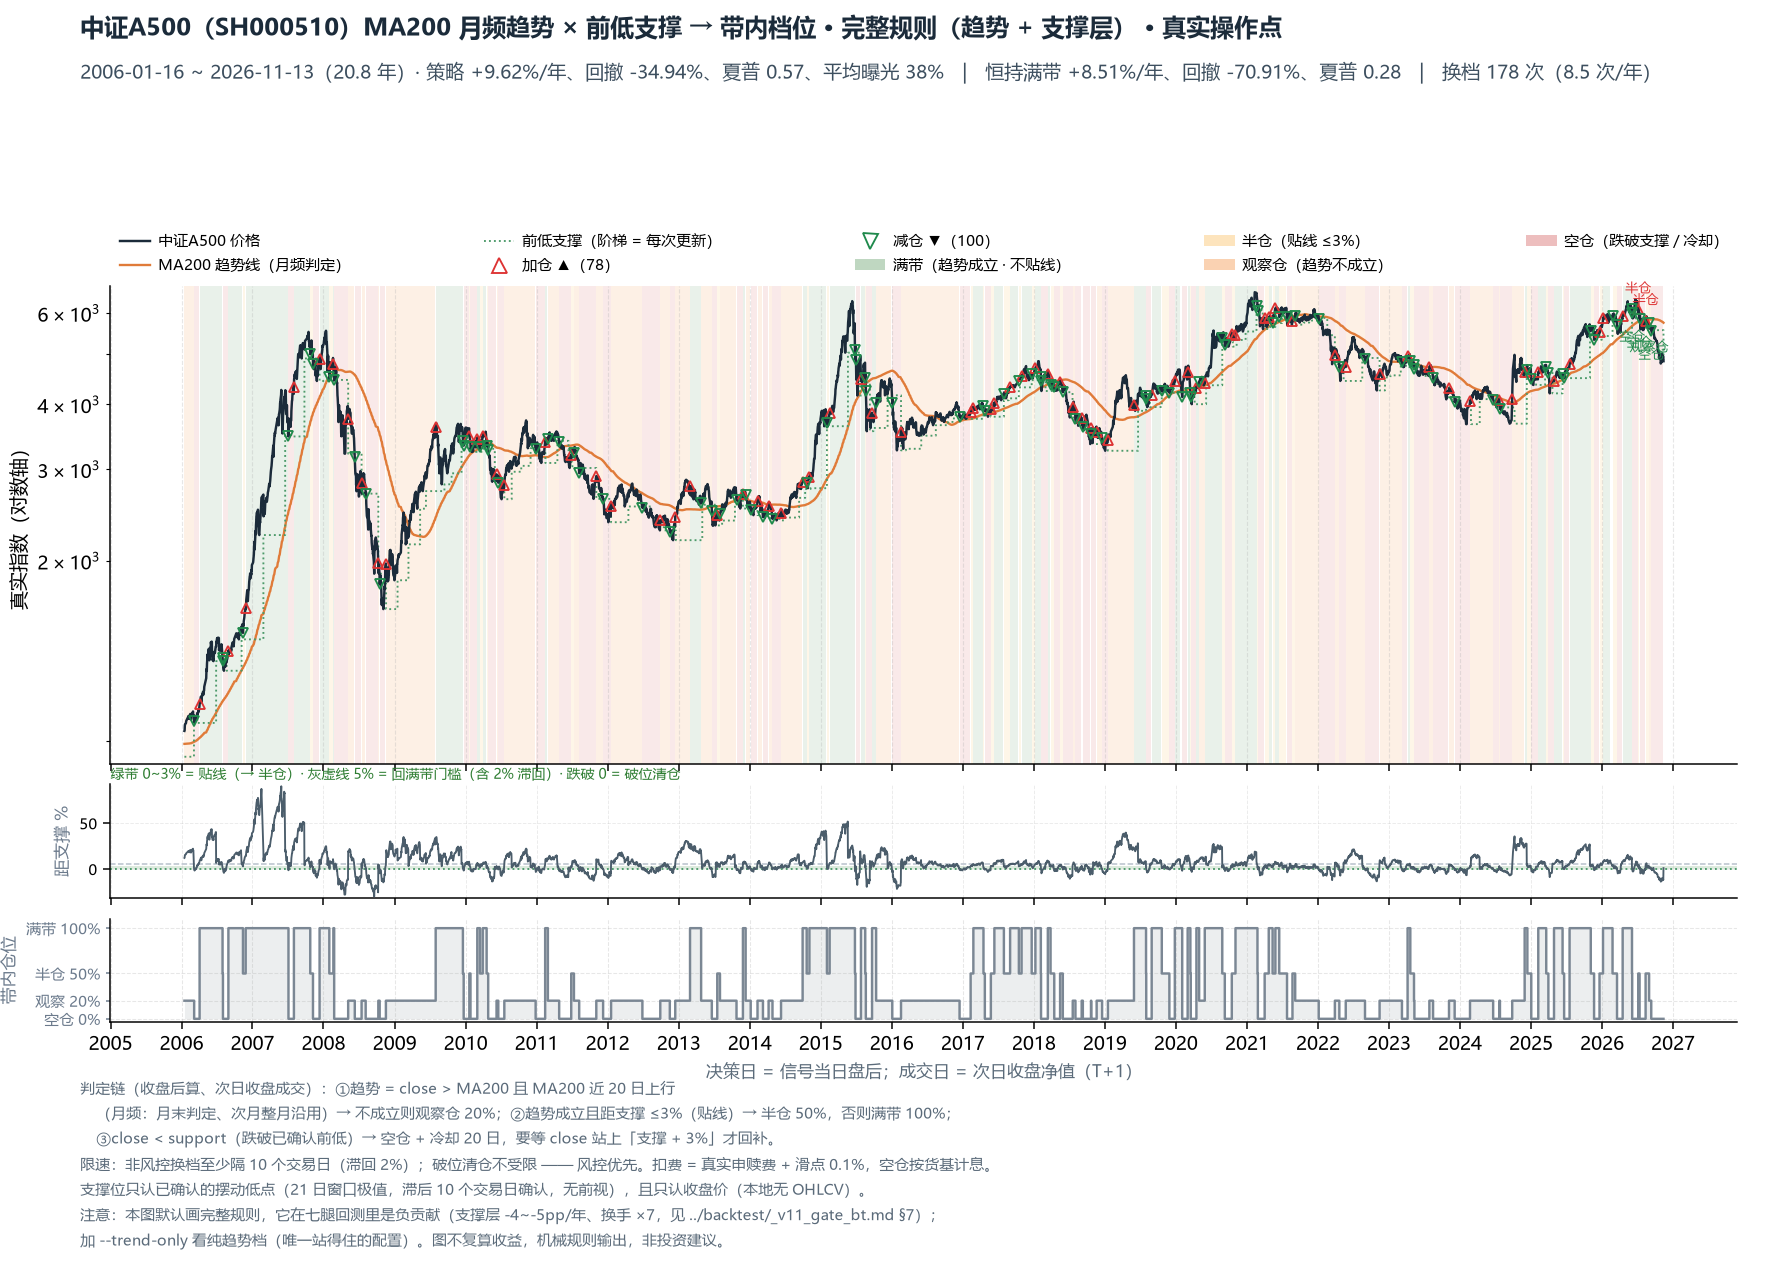 中证A500（SH000510）MA200 月频趋势 × 前低支撑 → 带内档位 • 完整规则（趋势 + 支撑层） • 真实操作点
2006-01-16 ~ 2026-11-13（20.8 年）· 策略 +9.62%/年、回撤 -34.94%、夏普 0.57、平均曝光 38% ｜ 恒持满带 +8.51%/年、回撤 -70.91%、夏普 0.28 ｜ 换档 178 次（8.5 次/年）
中证A500 价格
前低支撑（阶梯 = 每次更新）
减仓 ▼（100）
半仓（贴线 ≤3%）
空仓（跌破支撑 / 冷却）
MA200 趋势线（月频判定）
加仓 ▲（78）
满带（趋势成立 · 不贴线）
观察仓（趋势不成立）
真实指数（对数轴）
6 × 10³
4 × 10³
3 × 10³
2 × 10³
半仓
半仓
空仓
绿带 0~3% = 贴线（→ 半仓）· 灰虚线 5% = 回满带门槛（含 2% 滞回）· 跌破 0 = 破位清仓
距支撑 %
50
0
带内仓位
满带 100%
半仓 50%
观察 20%
空仓 0%
2005 2006 2007 2008 2009 2010 2011 2012 2013 2014 2015 2016 2017 2018 2019 2020 2021 2022 2023 2024 2025 2026 2027
决策日 = 信号当日盘后；成交日 = 次日收盘净值（T+1）
判定链（收盘后算、次日收盘成交）：①趋势 = close > MA200 且 MA200 近 20 日上行
（月频：月末判定、次月整月沿用）→ 不成立则观察仓 20%；②趋势成立且距支撑 ≤3%（贴线）→ 半仓 50%，否则满带 100%；
③close < support（跌破已确认前低）→ 空仓 + 冷却 20 日，要等 close 站上「支撑 + 3%」才回补。
限速：非风控换档至少隔 10 个交易日（滞回 2%）；破位清仓不受限 —— 风控优先。扣费 = 真实申赎费 + 滑点 0.1%，空仓按货基计息。
支撑位只认已确认的摆动低点（21 日窗口极值，滞后 10 个交易日确认，无前视），且只认收盘价（本地无 OHLCV）。
注意：本图默认画完整规则，它在七腿回测里是负贡献（支撑层 -4~-5pp/年、换手 ×7，见 ../backtest/_v11_gate_bt.md §7）；
加 --trend-only 看纯趋势档（唯一站得住的配置）。图不复算收益，机械规则输出，非投资建议。